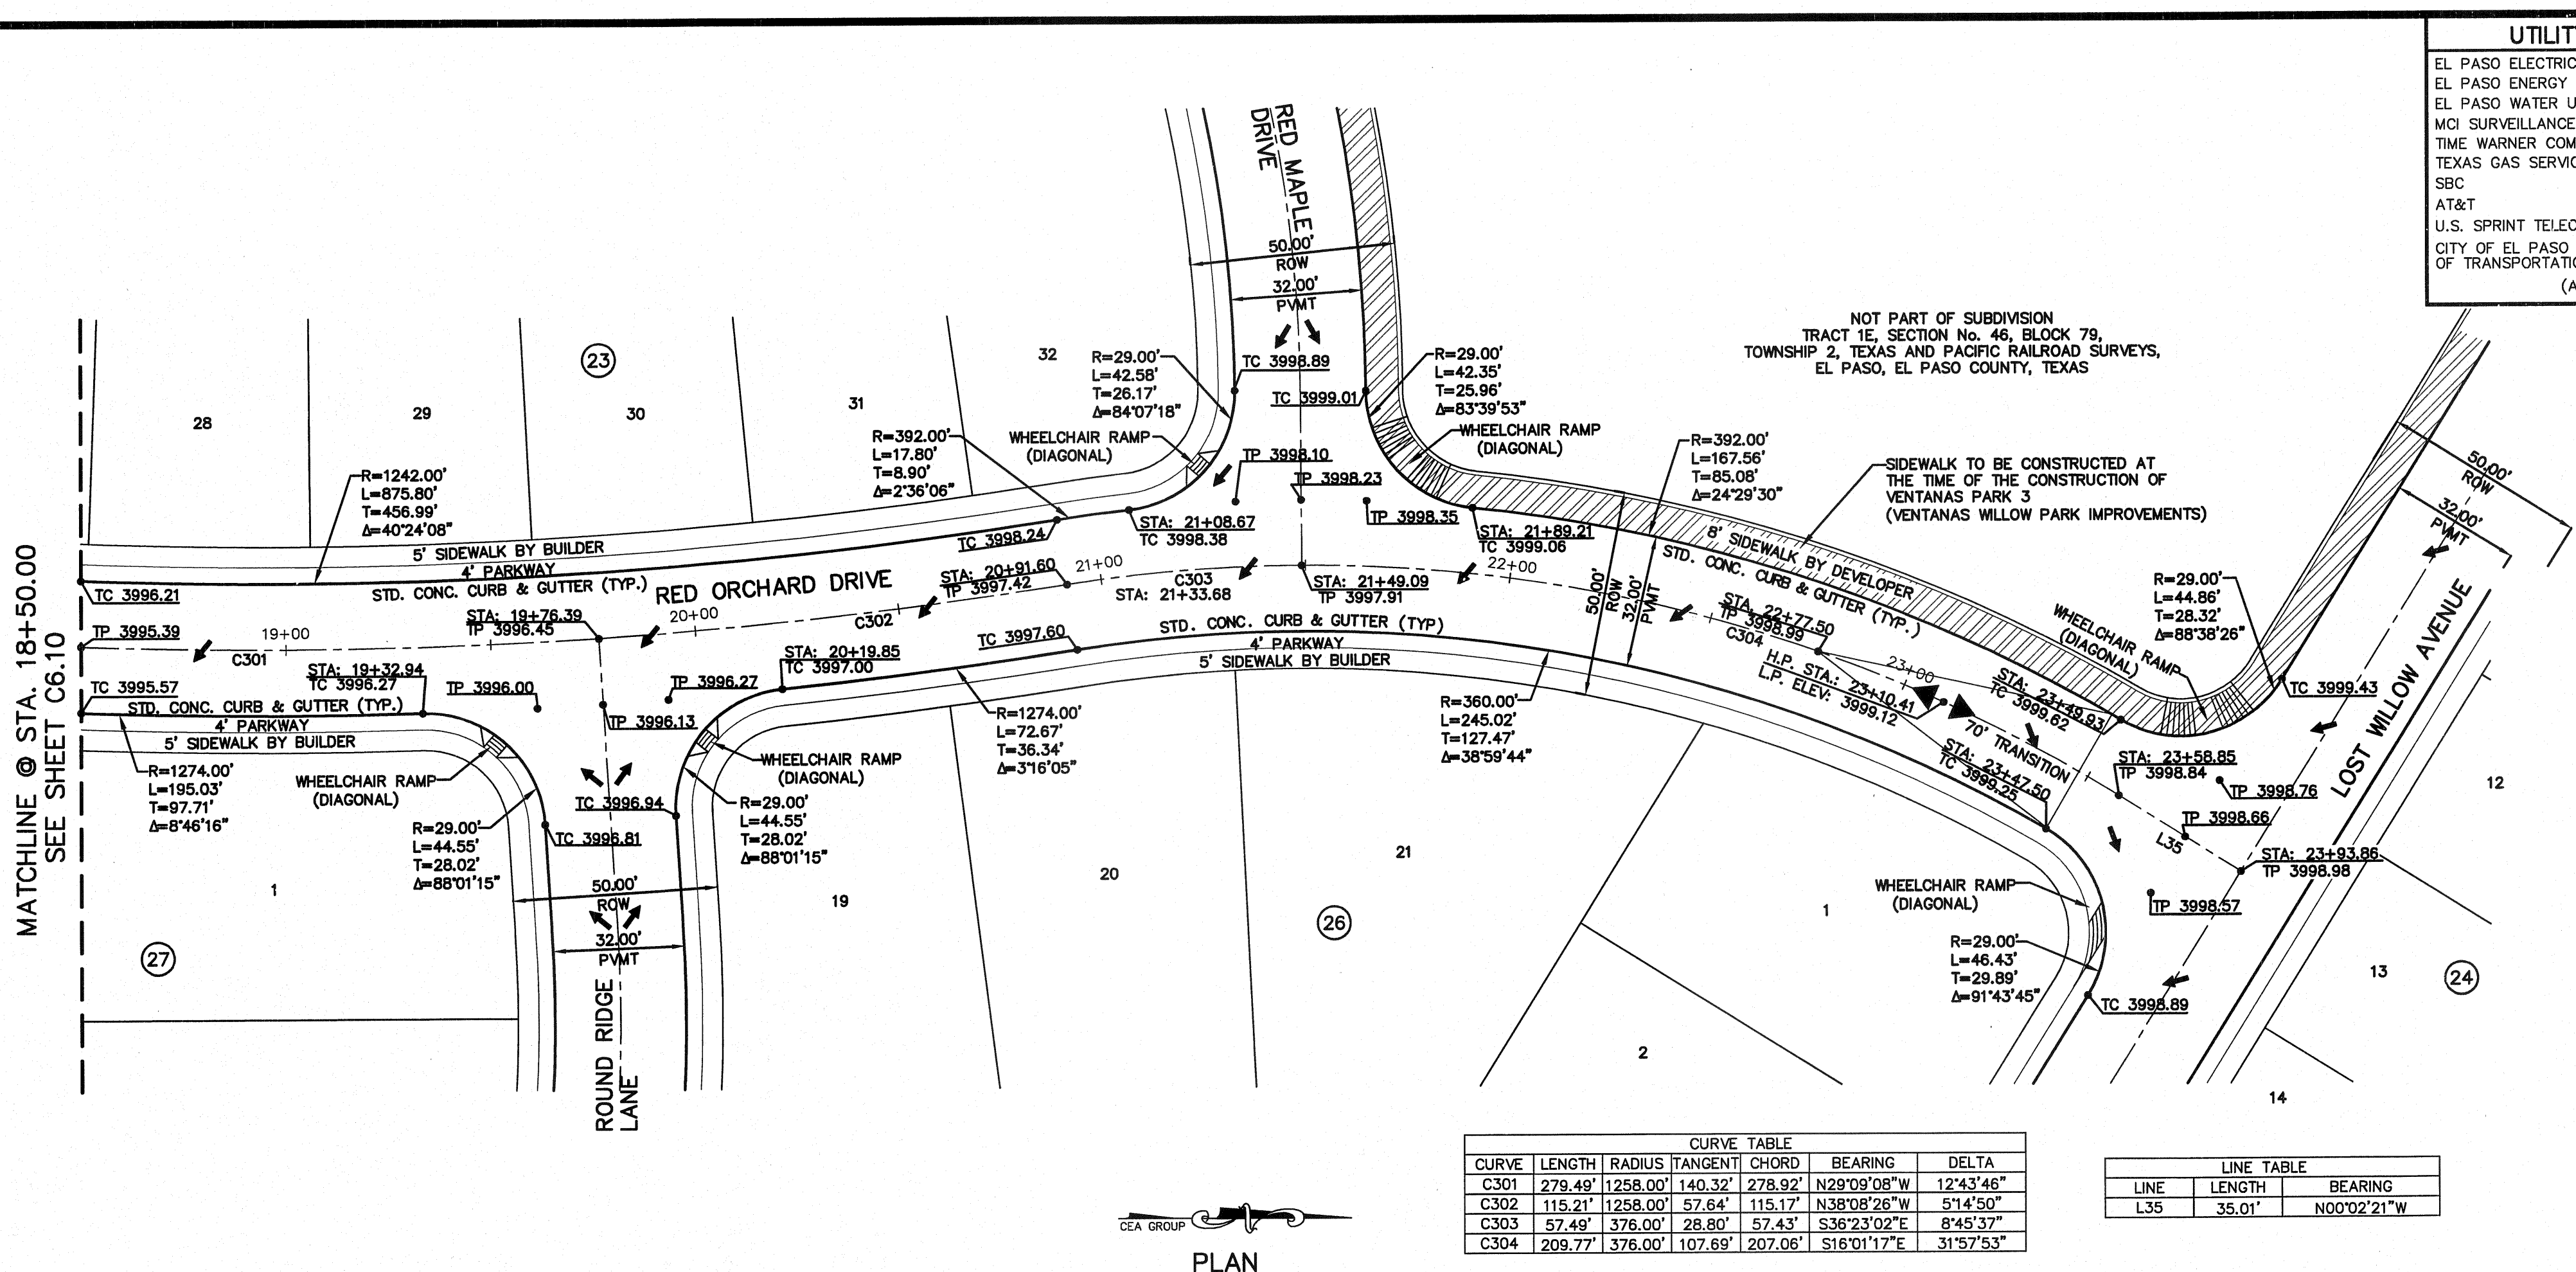 UTILIT
EL PASO ELECTRIC
EL PASO ENERGY
EL PASO WATER U
MCI SURVEILLANCE
TIME WARNER COM
TEXAS GAS SERVIC
SBC
AT&T
U.S. SPRINT TELEC
CITY OF EL PASO
OF TRANSPORTATIO
(A
RED MAPLE
DRIVE
50.00'
ROW
32.00'
PVMT
NOT PART OF SUBDIVISION
TRACT 1E, SECTION No. 46, BLOCK 79,
TOWNSHIP 2, TEXAS AND PACIFIC RAILROAD SURVEYS,
EL PASO, EL PASO COUNTY, TEXAS
MATCHLINE @ STA. 18+50.00
SEE SHEET C6.10
28
29
23
30
31
32
R=1242.00'
L=875.80'
T=456.99'
Δ=40°24'08"
R=392.00'
L=17.80'
T=8.90'
Δ=2°36'06"
R=29.00'
L=42.58'
T=26.17'
Δ=84°07'18"
WHEELCHAIR RAMP
(DIAGONAL)
TC 3998.89
TC 3999.01
R=29.00'
L=42.35'
T=25.96'
Δ=83°39'53"
WHEELCHAIR RAMP
(DIAGONAL)
TP 3998.10
TP 3998.23
TP 3998.35
R=392.00'
L=167.56'
T=85.08'
Δ=24°29'30"
SIDEWALK TO BE CONSTRUCTED AT
THE TIME OF THE CONSTRUCTION OF
VENTANAS PARK 3
(VENTANAS WILLOW PARK IMPROVEMENTS)
50.00'
ROW
32.00'
PVMT
5' SIDEWALK BY BUILDER
4' PARKWAY
STD. CONC. CURB & GUTTER (TYP.)
RED ORCHARD DRIVE
TC 3996.21
TP 3995.39
TC 3995.57
19+00
C301
STA: 19+76.39
TP 3996.45
20+00
C302
TC 3998.24
STA: 21+08.67
TC 3998.38
STA: 20+91.60
TP 3997.42
21+00
C303
STA: 21+33.68
STA: 21+49.09
TP 3997.91
STA: 21+89.21
TC 3999.06
22+00
50.00'
ROW
32.00'
PVMT
8' SIDEWALK BY DEVELOPER
STD. CONC. CURB & GUTTER (TYP.)
STA: 22+77.50
TP 3998.99
C304
H.P. STA.: 23+10.41
L.P. ELEV: 3999.12
23+00
WHEELCHAIR RAMP
(DIAGONAL)
R=29.00'
L=44.86'
T=28.32'
Δ=88°38'26"
STA: 23+49.93
TC 3999.62
TC 3999.43
LOST WILLOW AVENUE
70' TRANSITION
STA: 23+47.50
TC 3999.25
STA: 23+58.85
TP 3998.84
TP 3998.76
TP 3998.66
L35
STA: 23+93.86
TP 3998.98
TP 3998.57
STA: 19+32.94
TC 3996.27
STD. CONC. CURB & GUTTER (TYP.)
4' PARKWAY
5' SIDEWALK BY BUILDER
TP 3996.00
TP 3996.27
TP 3996.13
STA: 20+19.85
TC 3997.00
TC 3997.60
STD. CONC. CURB & GUTTER (TYP)
4' PARKWAY
5' SIDEWALK BY BUILDER
R=1274.00'
L=195.03'
T=97.71'
Δ=8°46'16"
WHEELCHAIR RAMP
(DIAGONAL)
R=29.00'
L=44.55'
T=28.02'
Δ=88°01'15"
TC 3996.94
TC 3996.81
WHEELCHAIR RAMP
(DIAGONAL)
R=29.00'
L=44.55'
T=28.02'
Δ=88°01'15"
R=1274.00'
L=72.67'
T=36.34'
Δ=3°16'05"
R=360.00'
L=245.02'
T=127.47'
Δ=38°59'44"
50.00'
ROW
32.00'
PVMT
ROUND RIDGE
LANE
1
27
19
20
26
21
2
1
WHEELCHAIR RAMP
(DIAGONAL)
R=29.00'
L=46.43'
T=29.89'
Δ=91°43'45"
TC 3998.89
12
13
24
14
CEA GROUP
PLAN
CURVE TABLE
CURVE LENGTH RADIUS TANGENT CHORD BEARING DELTA
C301 279.49' 1258.00' 140.32' 278.92' N29°09'08"W 12°43'46"
C302 115.21' 1258.00' 57.64' 115.17' N38°08'26"W 5°14'50"
C303 57.49' 376.00' 28.80' 57.43' S36°23'02"E 8°45'37"
C304 209.77' 376.00' 107.69' 207.06' S16°01'17"E 31°57'53"
LINE TABLE
LINE LENGTH BEARING
L35 35.01' N00°02'21"W